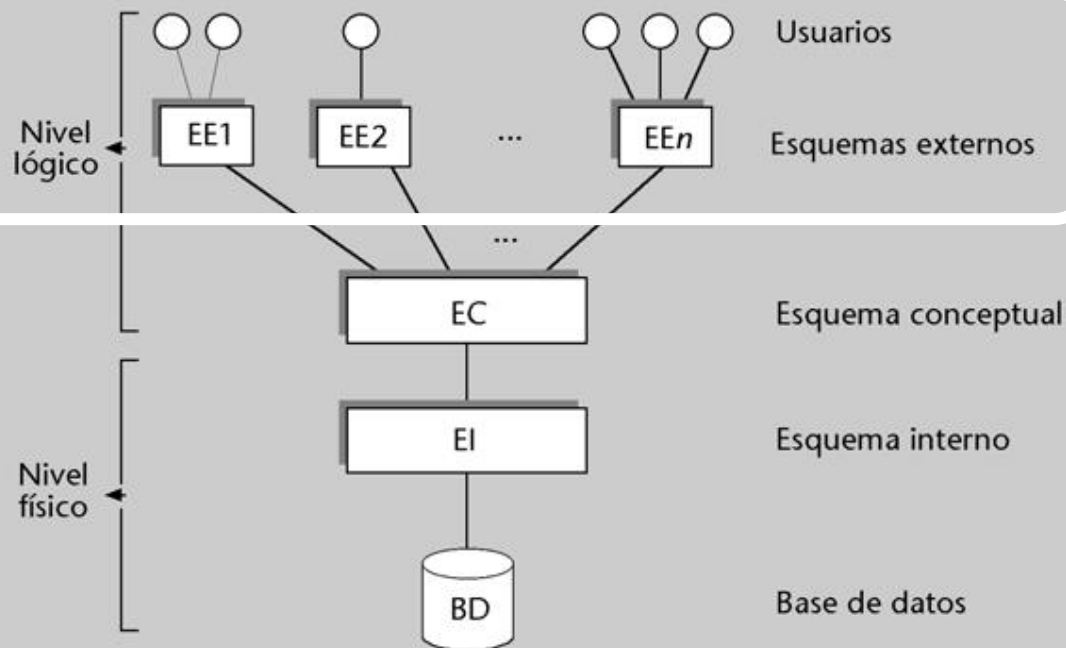 Usuarios
Nivel
lógico
EE1
EE2
...
EEn
Esquemas externos
...
EC
Esquema conceptual
EI
Esquema interno
Nivel
físico
BD
Base de datos